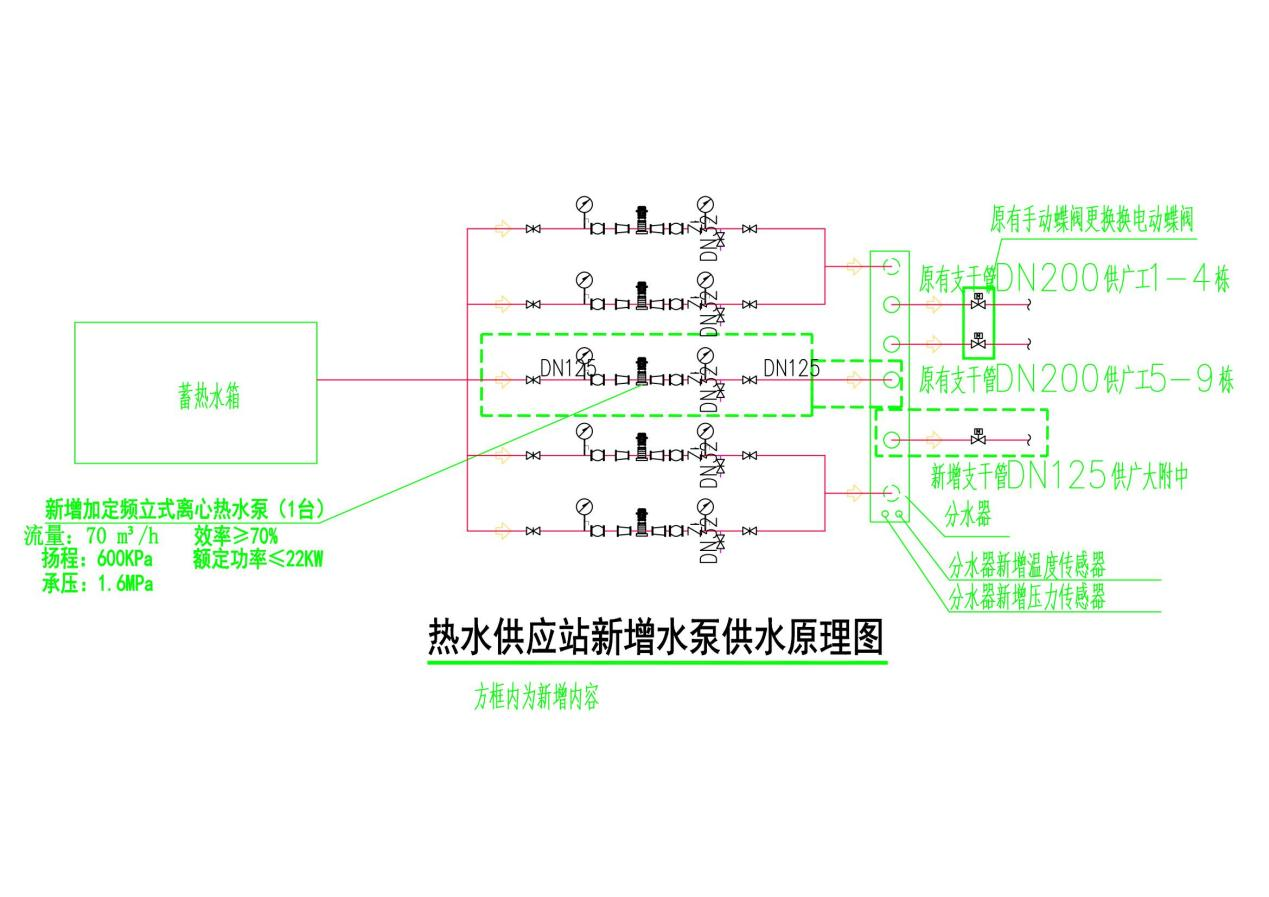 原有手动蝶阀更换换电动蝶阀
DN32
原有支干管DN200供广工1-4栋
DN32
DN125
DN125
DN32
原有支干管DN200供广工5-9栋
蓄热水箱
DN32
新增支干管DN125供广大附中
新增加定频立式离心热水泵（1台）
分水器
流量：70 m³/h 效率≥70%
DN32
扬程：600KPa 额定功率≤22KW
分水器新增温度传感器
承压：1.6MPa
分水器新增压力传感器
热水供应站新增水泵供水原理图
方框内为新增内容